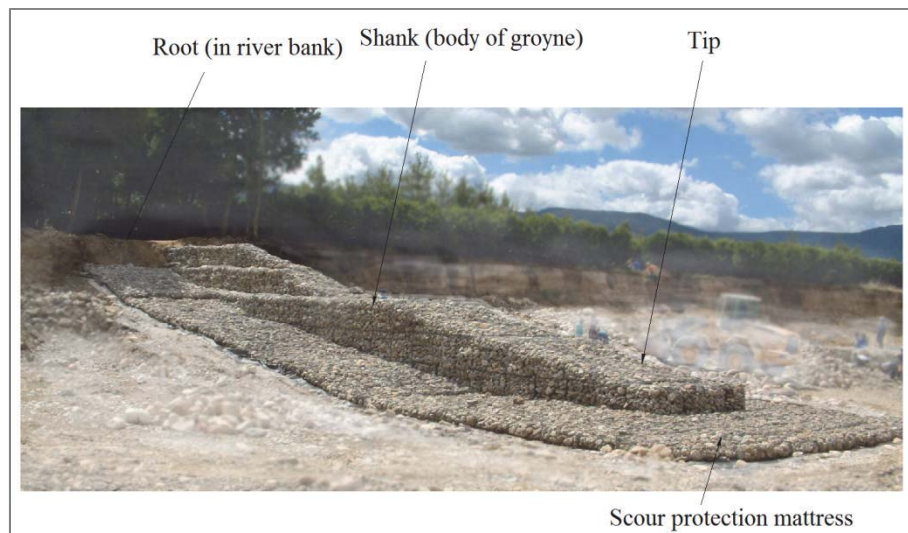 Root (in river bank)
Shank (body of groyne)
Tip
Scour protection mattress